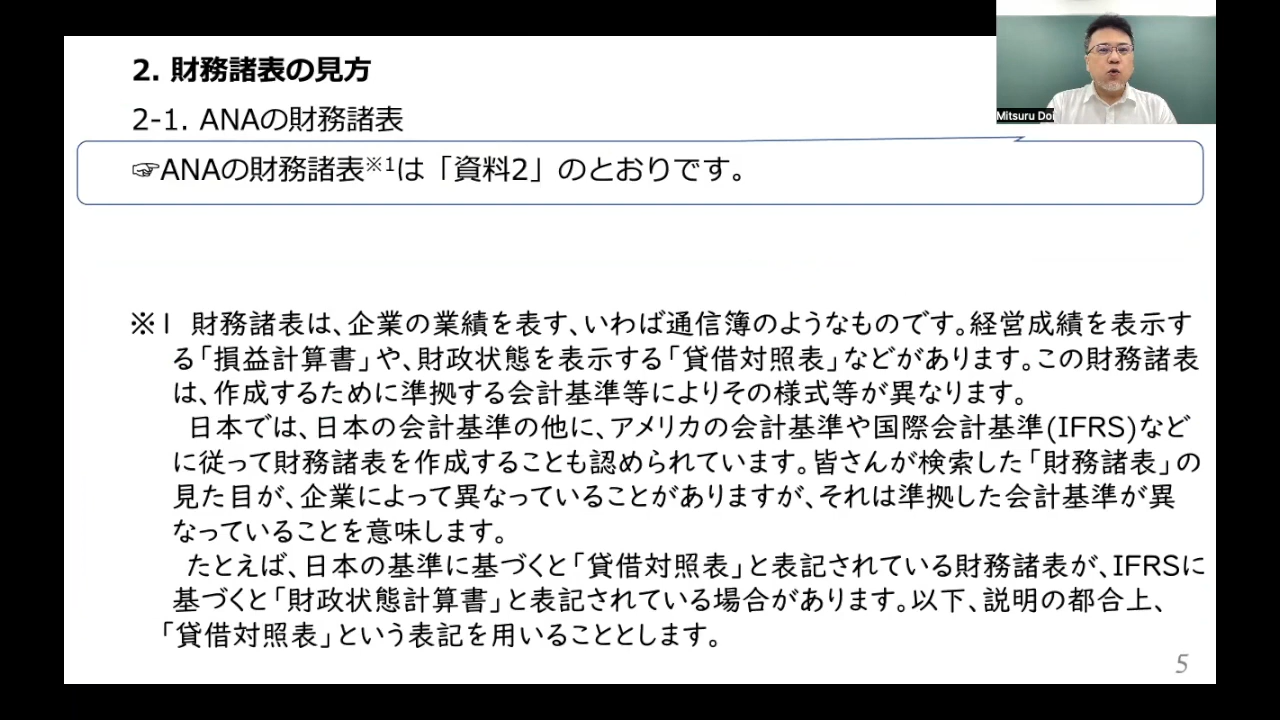 2. 財務諸表の見方
2-1. ANAの財務諸表
☞ANAの財務諸表※1は「資料2」のとおりです。
※1 財務諸表は、企業の業績を表す、いわば通信簿のようなものです。経営成績を表示す
る「損益計算書」や、財政状態を表示する「貸借対照表」などがあります。この財務諸表
は、作成するために準拠する会計基準等によりその様式等が異なります。
日本では、日本の会計基準の他に、アメリカの会計基準や国際会計基準(IFRS)など
に従って財務諸表を作成することも認められています。皆さんが検索した「財務諸表」の
見た目が、企業によって異なっていることがありますが、それは準拠した会計基準が異
なっていることを意味します。
たとえば、日本の基準に基づくと「貸借対照表」と表記されている財務諸表が、IFRSに
基づくと「財政状態計算書」と表記されている場合があります。以下、説明の都合上、
「貸借対照表」という表記を用いることとします。
5
Mitsuru Doi